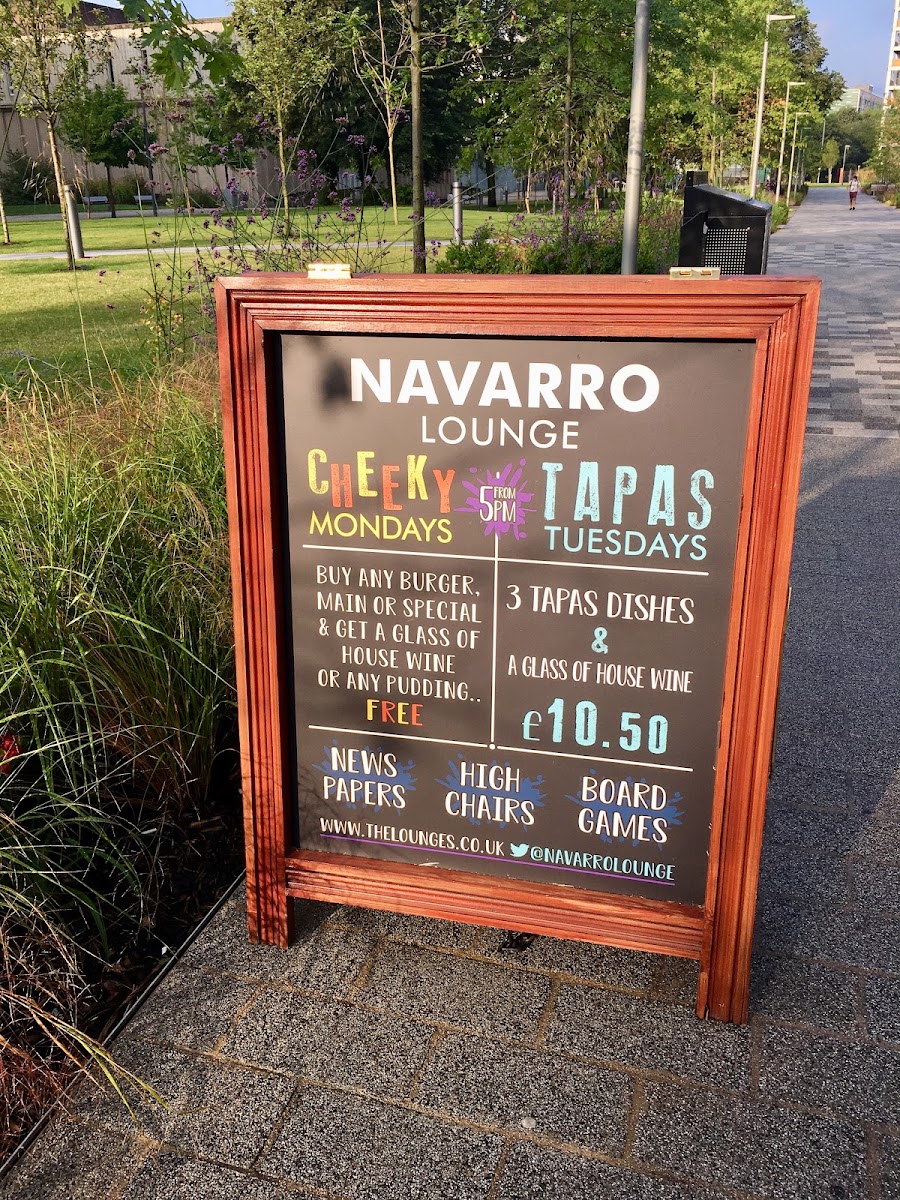 NAVARRO
LOUNGE
CHEEKY
MONDAYS
FROM
5PM
TAPAS
TUESDAYS
BUY ANY BURGER,
MAIN OR SPECIAL
& GET A GLASS OF
HOUSE WINE
OR ANY PUDDING..
FREE
3 TAPAS DISHES
&
A GLASS OF HOUSE WINE
£10.50
NEWS
PAPERS
HIGH
CHAIRS
BOARD
GAMES
WWW.THELOUNGES.CO.UK @NAVARROLOUNGE